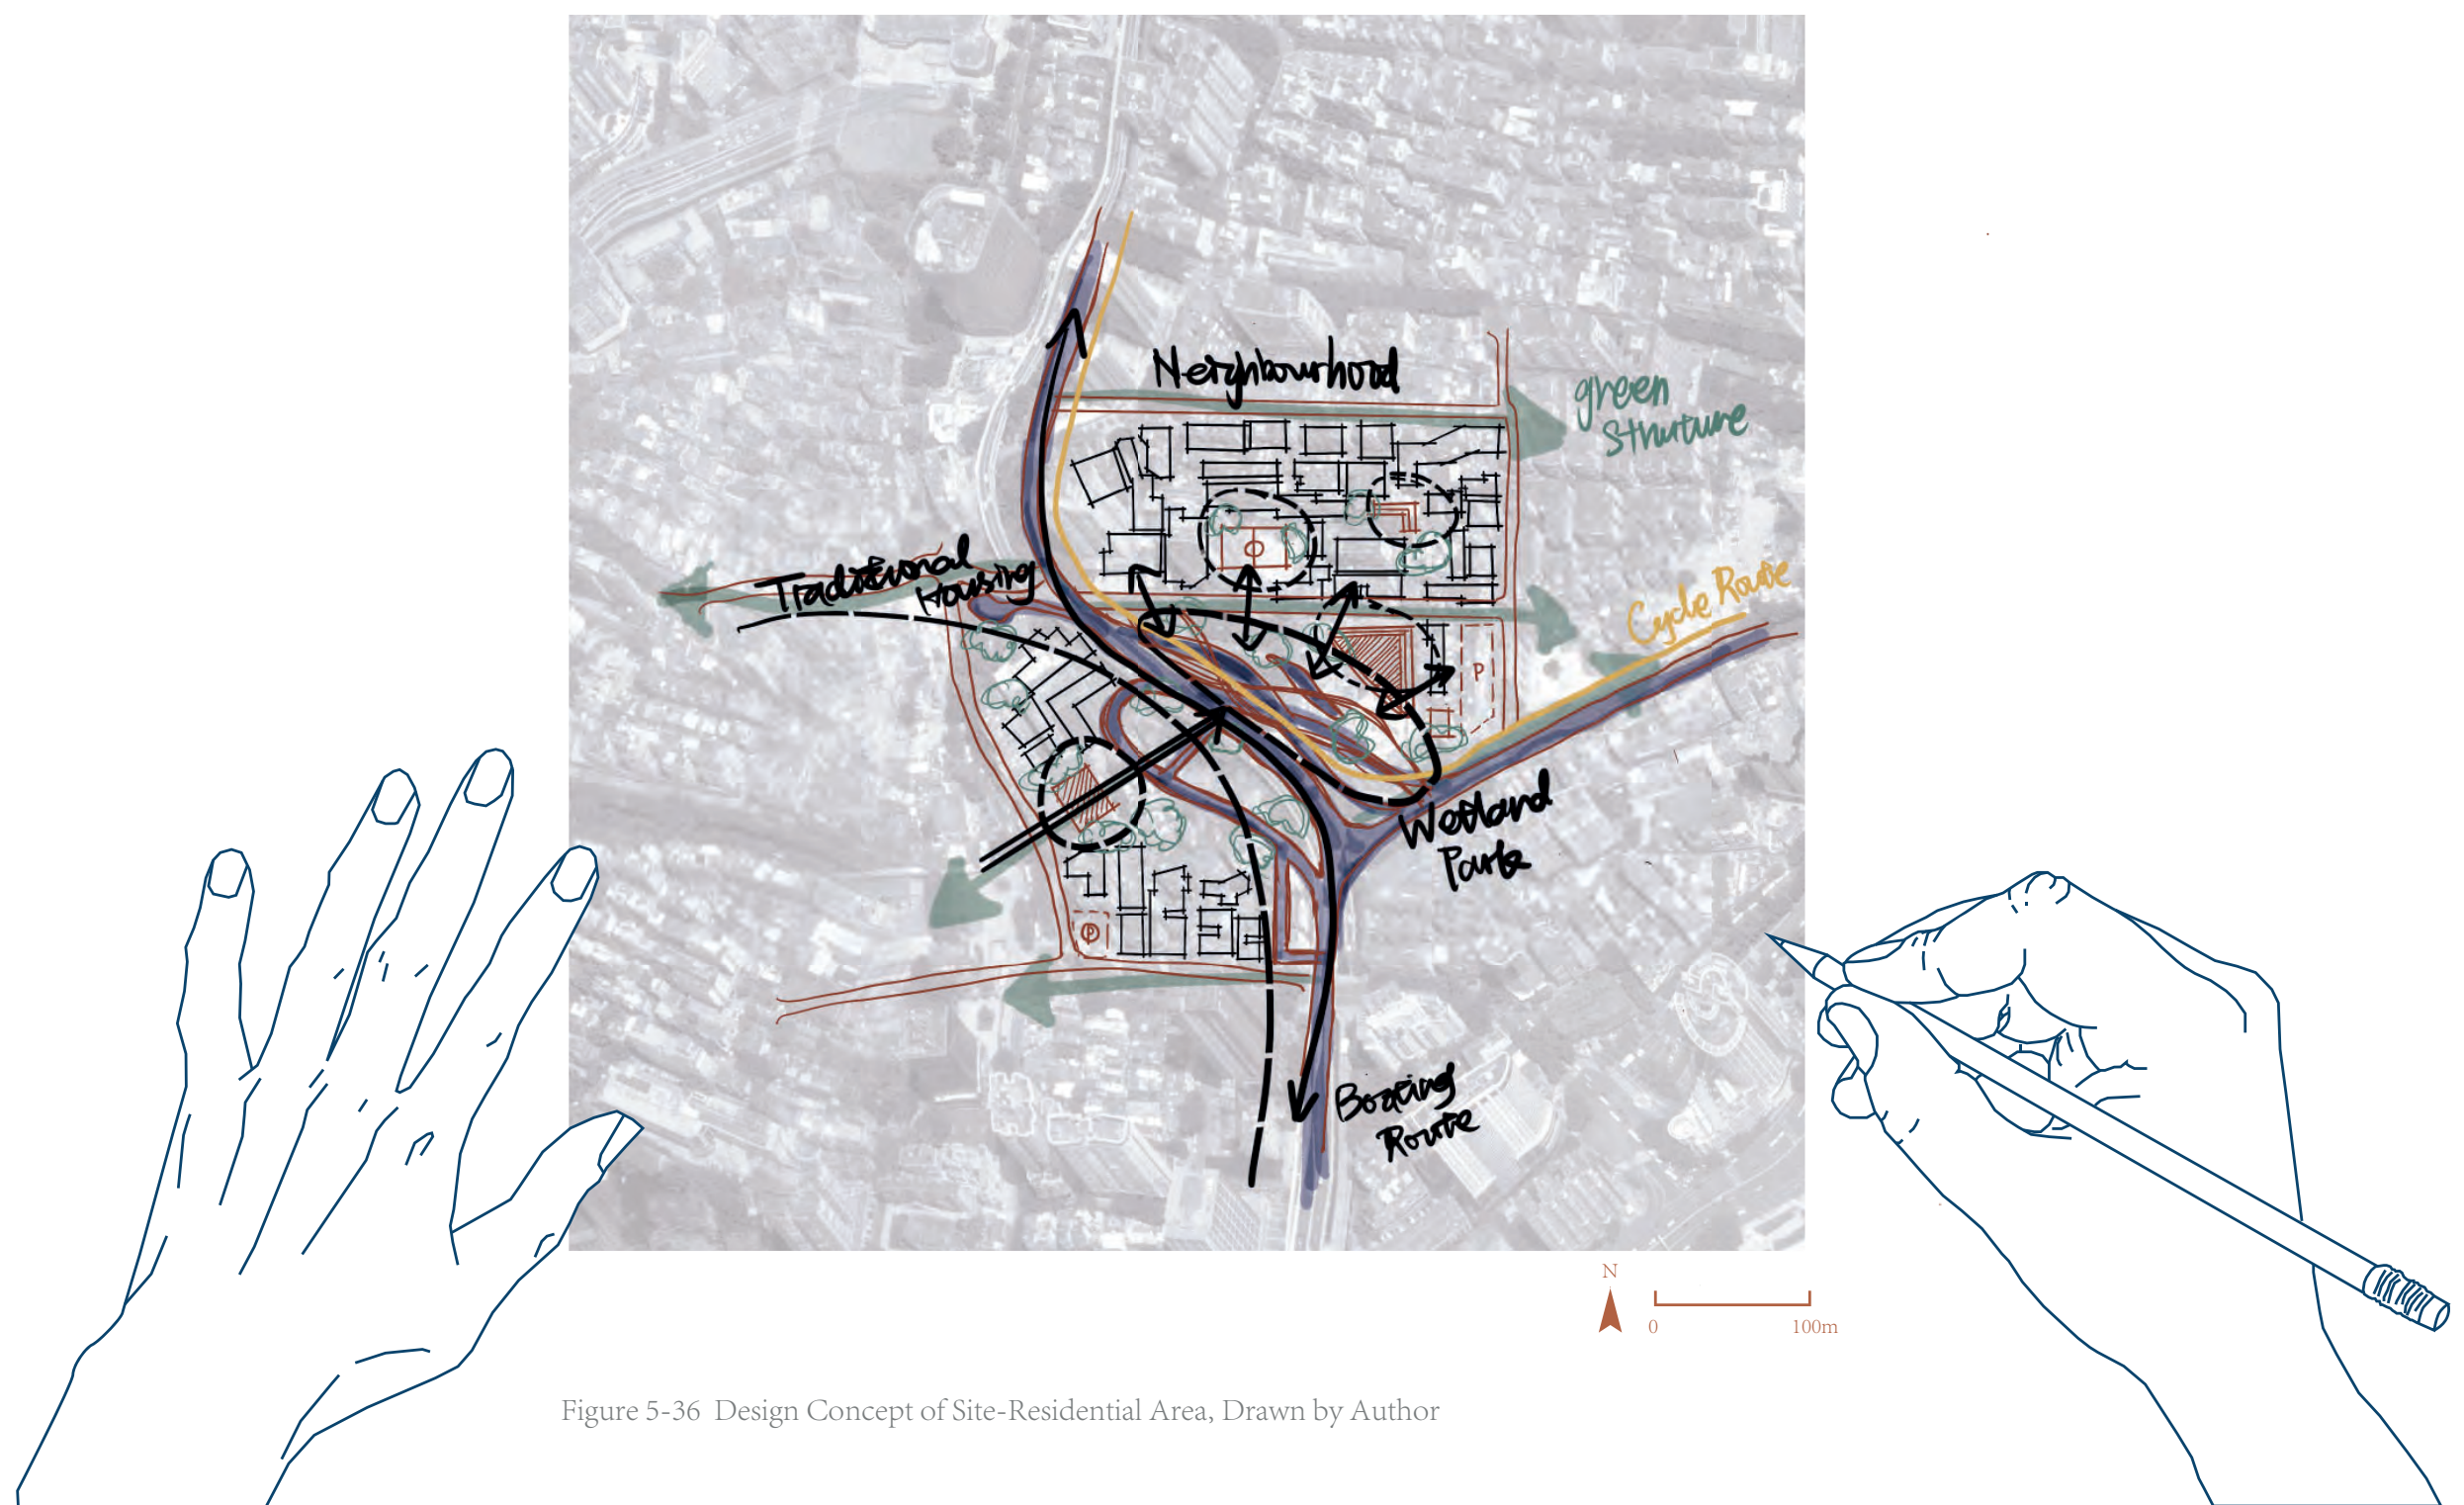 Neighbourhood
green
Struture
Traditional
Housing
Cycle Route
P
Wetland
Park
P
Boating
Route
N
0 100m
Figure 5-36 Design Concept of Site-Residential Area, Drawn by Author